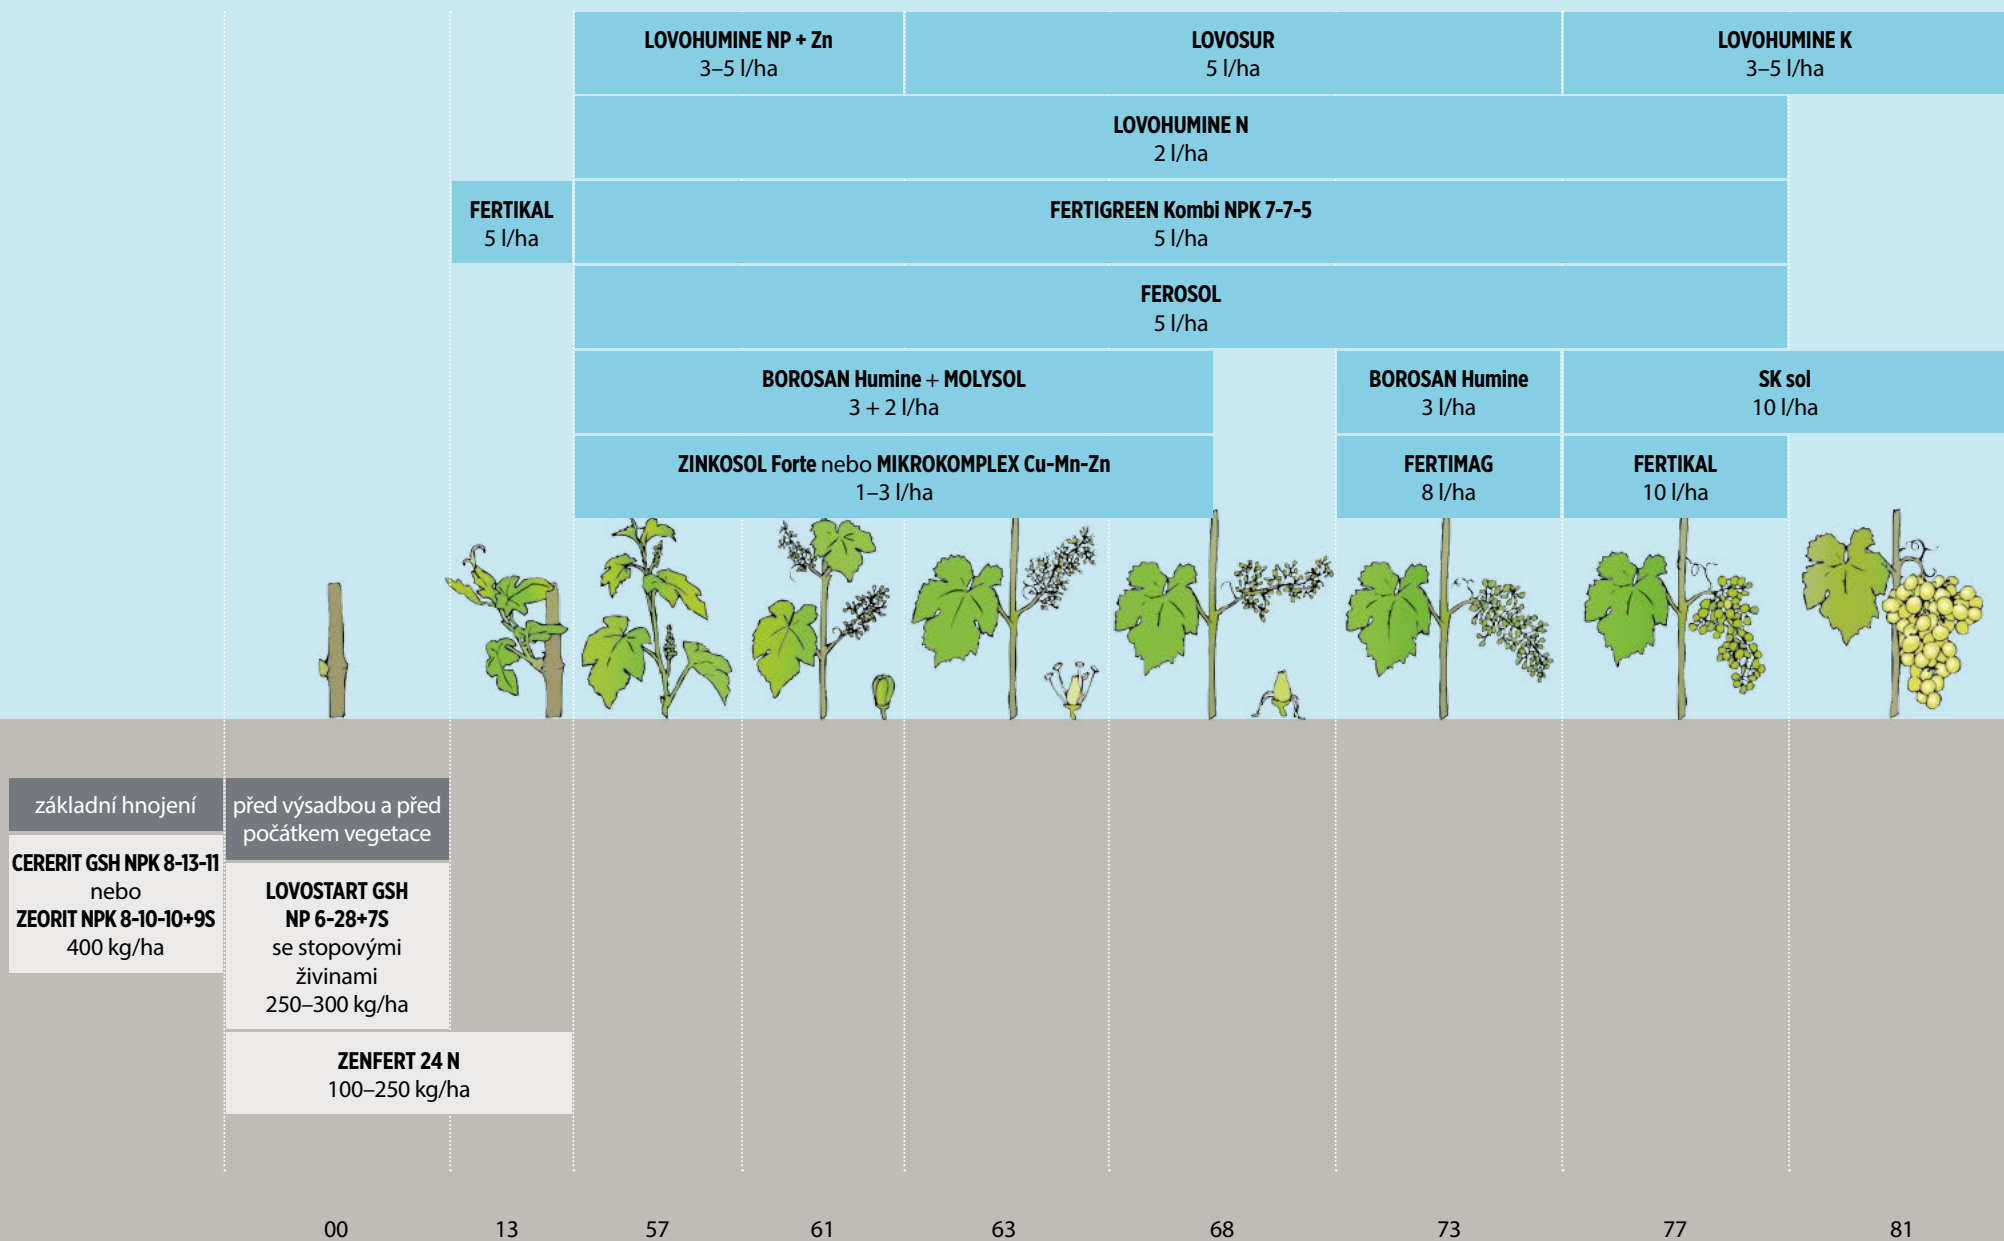 LOVOHUMINE NP + Zn
3–5 l/ha
LOVOSUR
5 l/ha
LOVOHUMINE K
3–5 l/ha
LOVOHUMINE N
2 l/ha
FERTIKAL
5 l/ha
FERTIGREEN Kombi NPK 7-7-5
5 l/ha
FEROSOL
5 l/ha
BOROSAN Humine + MOLYSOL
3 + 2 l/ha
BOROSAN Humine
3 l/ha
SK sol
10 l/ha
ZINKOSOL Forte nebo MIKROKOMPLEX Cu-Mn-Zn
1–3 l/ha
FERTIMAG
8 l/ha
FERTIKAL
10 l/ha
základní hnojení
CERERIT GSH NPK 8-13-11
nebo
ZEORIT NPK 8-10-10+9S
400 kg/ha
před výsadbou a před
počátkem vegetace
LOVOSTART GSH
NP 6-28+7S
se stopovými
živinami
250–300 kg/ha
ZENFERT 24 N
100–250 kg/ha
00 13 57 61 63 68 73 77 81